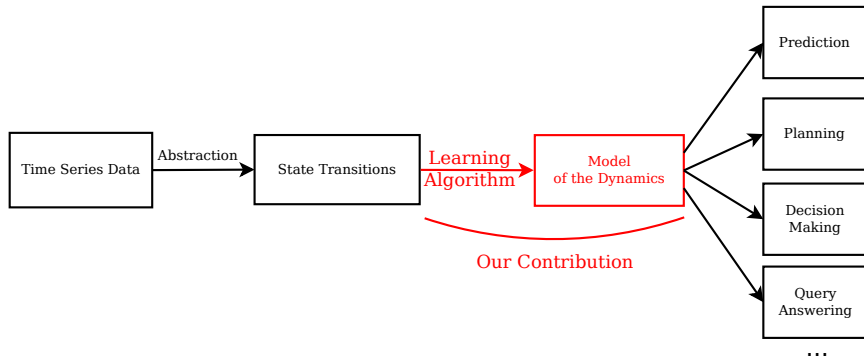 Time Series Data
Abstraction
State Transitions
Learning
Algorithm
Model
of the Dynamics
Our Contribution
Prediction
Planning
Decision
Making
Query
Answering
...